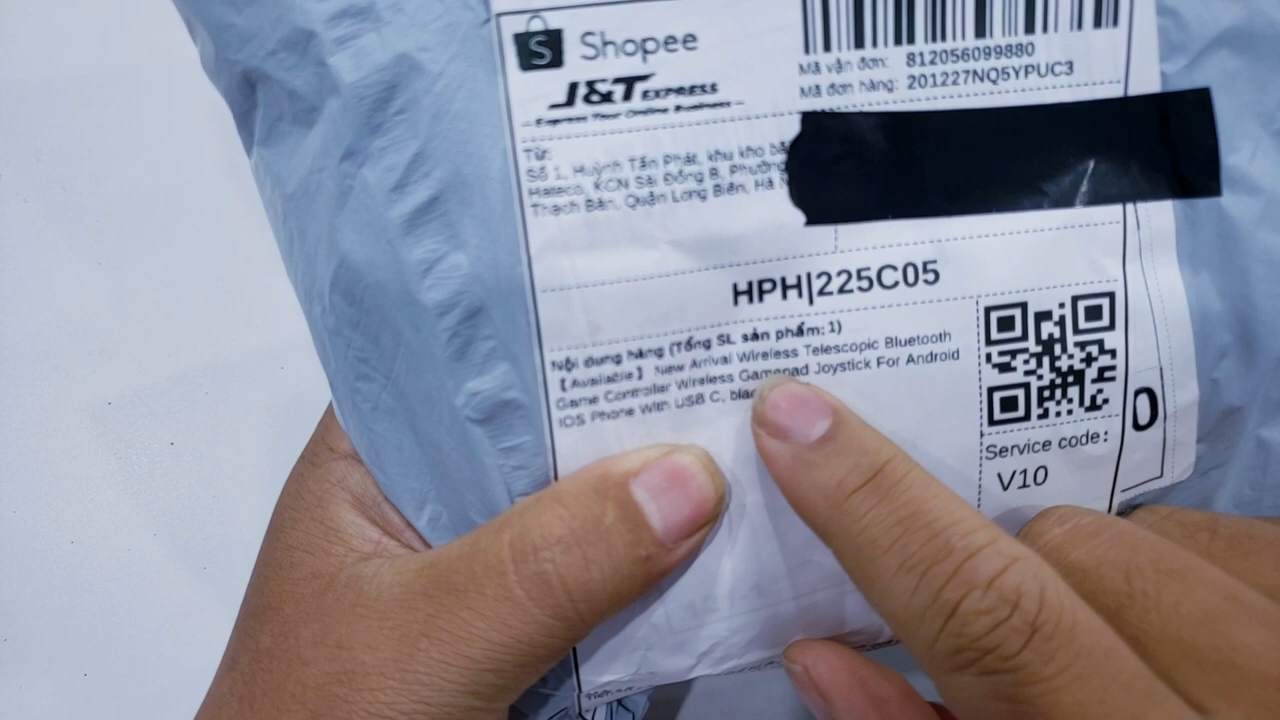 Shopee
J&T EXPRESS
Express Your Online Business
Mã vận đơn: 812056099880
Mã đơn hàng: 201227NQ5YPUC3
Từ:
Số 1, Huỳnh Tấn Phát, khu kho
Hateco, KCN Sài Đồng B, Phường
Thạch Bàn, Quận Long Biên, Hà
HPH|225C05
Nội dung hàng (Tổng SL sản phẩm: 1)
【Available】 New Arrival Wireless Telescopic Bluetooth
Game Controller Wireless Gamepad Joystick For Android
IOS Phone With USB C,
Service code:
V10
0